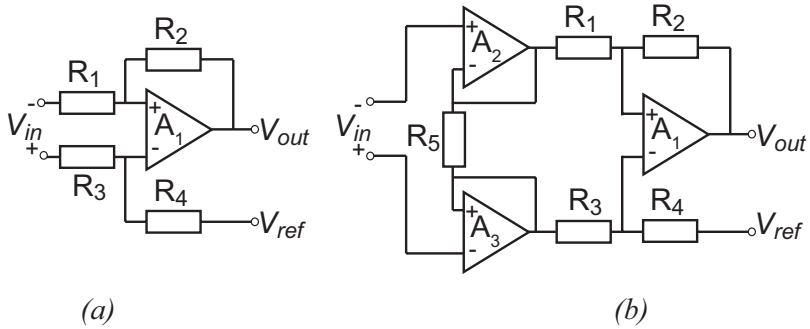 R2
R1
-
+
Vin
A1
Vout
+
-
R3
R4
Vref
(a)
+
A2
-
R1
R2
-
Vin
+
R5
+
A1
-
Vout
+
A3
-
R3
R4
Vref
(b)